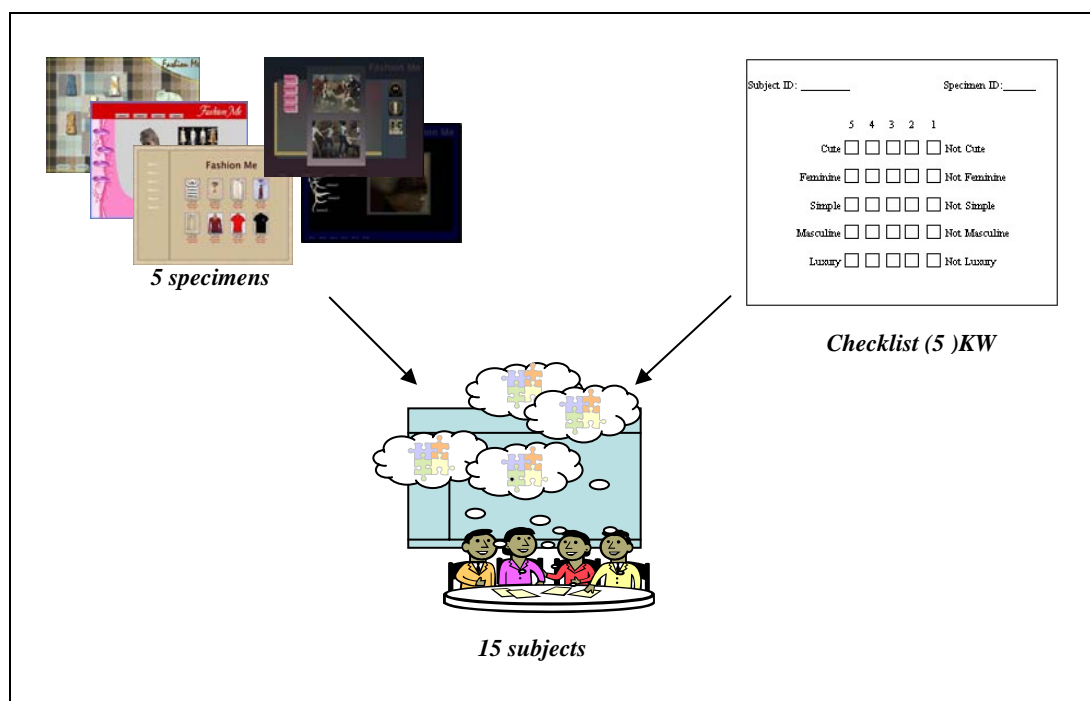 Fashion Me
Fashion Me
Fashion Me
Fashion Me
5 specimens
Subject ID: ________ Specimen ID:______
5 4 3 2 1
Cute Not Cute
Feminine Not Feminine
Simple Not Simple
Masculine Not Masculine
Luxury Not Luxury
Checklist (5 )KW
15 subjects